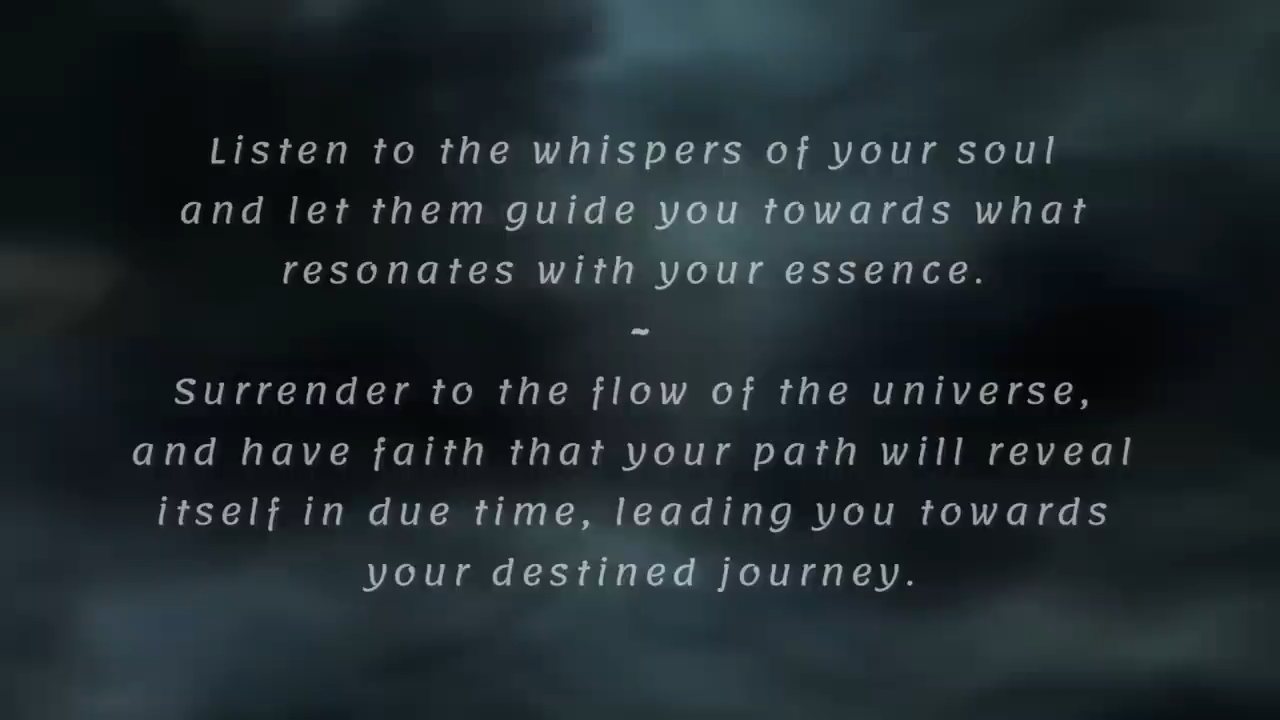 Listen to the whispers of your soul
and let them guide you towards what
resonates with your essence.
~
Surrender to the flow of the universe,
and have faith that your path will reveal
itself in due time, leading you towards
your destined journey.